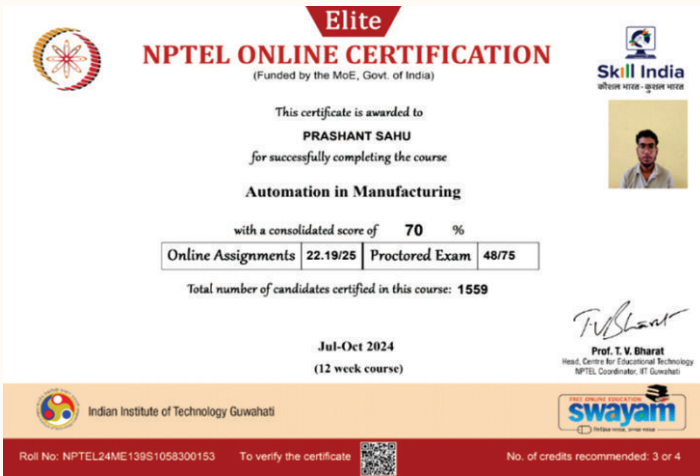 Elite
NPTEL ONLINE CERTIFICATION
(Funded by the MoE, Govt. of India)
Skill India
कौशल भारत - कुशल भारत
This certificate is awarded to
PRASHANT SAHU
for successfully completing the course
Automation in Manufacturing
with a consolidated score of 70 %
Online Assignments 22.19/25 Proctored Exam 48/75
Total number of candidates certified in this course: 1559
Jul-Oct 2024
(12 week course)
T.V.Bharat
Prof. T. V. Bharat
Head, Centre for Educational Technology
NPTEL Coordinator, IIT Guwahati
Indian Institute of Technology Guwahati
FREE ONLINE EDUCATION
swayam
Roll No: NPTEL24ME139S1058300153 To verify the certificate No. of credits recommended: 3 or 4